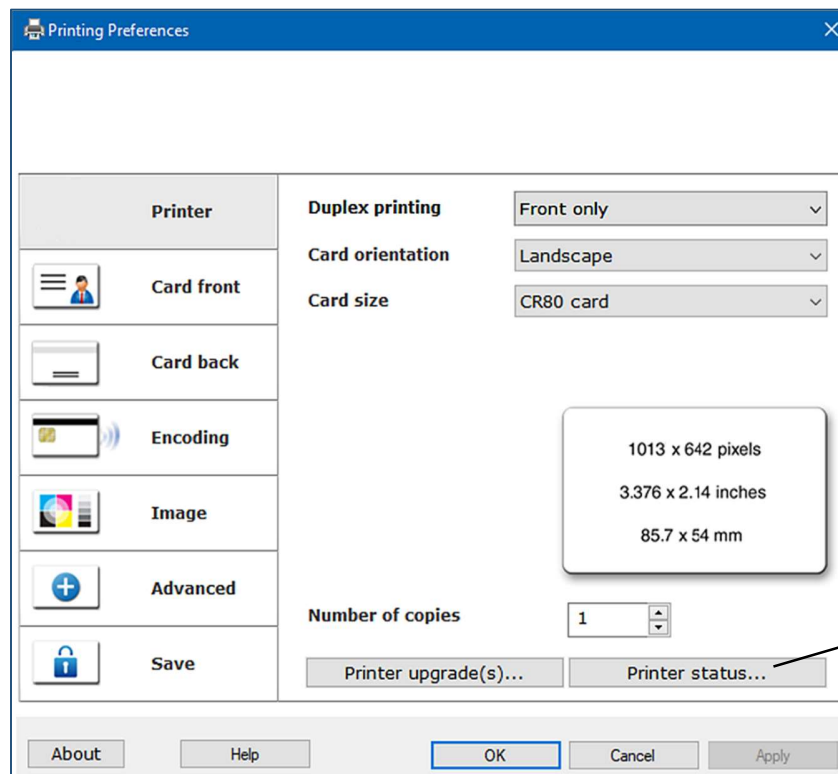 Printing Preferences
Printer
Duplex printing Front only
Card orientation Landscape
Card size CR80 card
Card front
Card back
Encoding
Image
Advanced
Save
1013 x 642 pixels
3.376 x 2.14 inches
85.7 x 54 mm
Number of copies 1
Printer upgrade(s)... Printer status...
About Help OK Cancel Apply